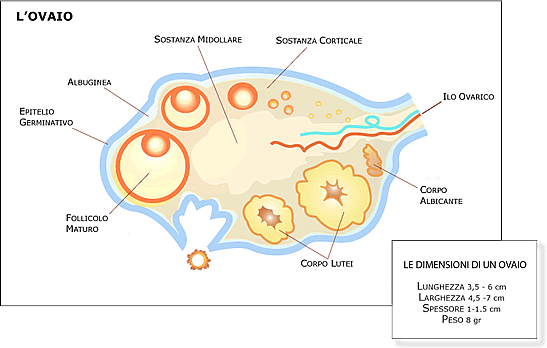 L'OVAIO
SOSTANZA MIDOLLARE
SOSTANZA CORTICALE
ALBUGINEA
EPITELIO
GERMINATIVO
ILO OVARICO
CORPO
ALBICANTE
FOLLICOLO
MATURO
CORPO LUTEI
LE DIMENSIONI DI UN OVAIO
LUNGHEZZA 3,5 - 6 cm
LARGHEZZA 4,5 -7 cm
SPESSORE 1-1.5 cm
PESO 8 gr